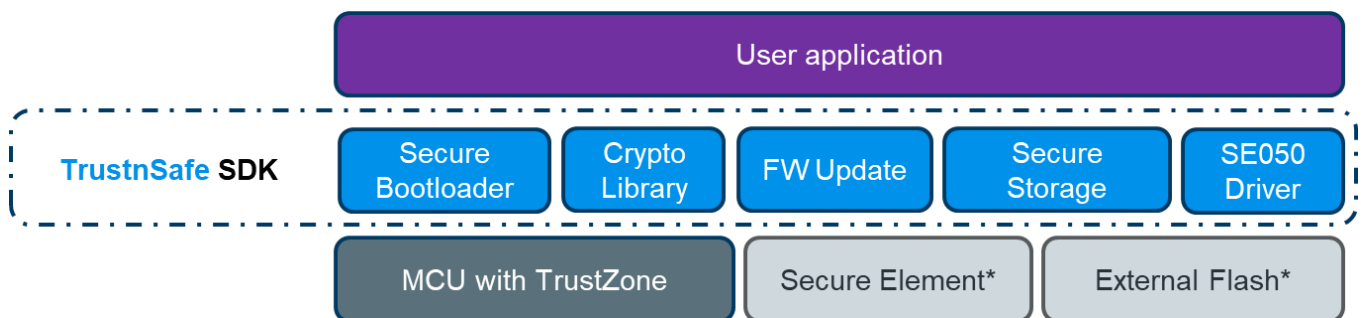 User application
TrustnSafe SDK
Secure
Bootloader
Crypto
Library
FW Update
Secure
Storage
SE050
Driver
MCU with TrustZone
Secure Element*
External Flash*